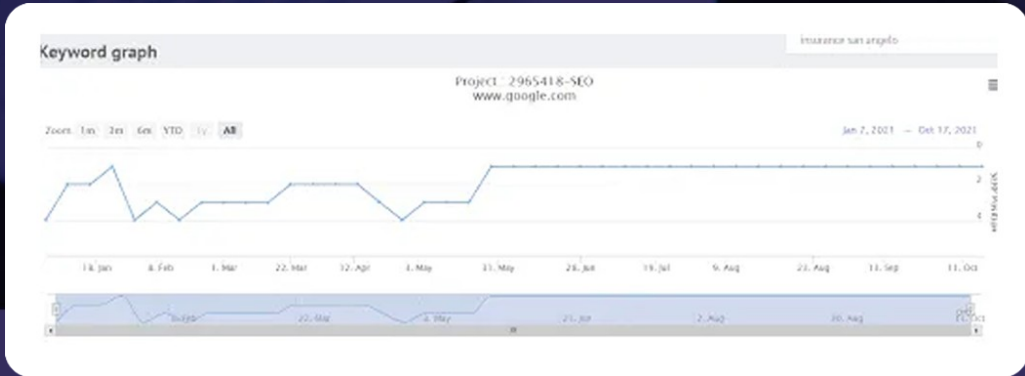 insurance san angelo
Keyword graph
Project : 2965418-SEO
www.google.com
Zoom 1m 3m 6m YTD 1y All
Jan 7, 2021 — Oct 17, 2021
0
2
4
18. Jan 8. Feb 1. Mar 22. Mar 12. Apr 3. May 31. May 28. Jun 19. Jul 9. Aug 23. Aug 13. Sep 11. Oct
8. Feb 22. Mar 3. May 21. Jun 2. Aug 30. Aug